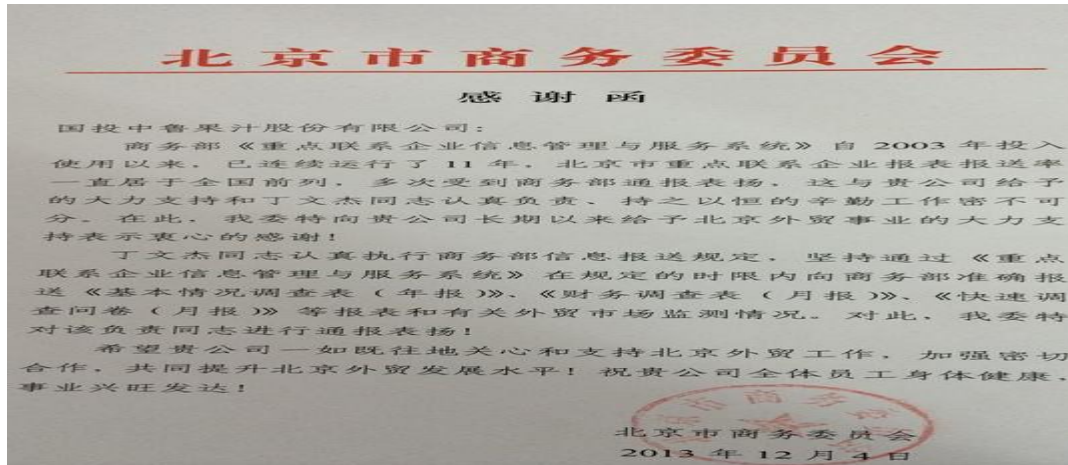 北京市商务委员会
感谢函
国投中鲁果汁股份有限公司：
商务部《重点联系企业信息管理与服务系统》自 2003 年投入
使用以来，已连续运行了 11 年，北京市重点联系企业报表报送率
一直居于全国前列，多次受到商务部通报表扬，这与贵公司给予
的大力支持和丁文杰同志认真负责、持之以恒的辛勤工作密不可
分。在此，我委特向贵公司长期以来给予北京外贸事业的大力支
持表示衷心的感谢！
丁文杰同志认真执行商务部信息报送规定，坚持通过《重点
联系企业信息管理与服务系统》在规定的时限内向商务部准确报
送《基本情况调查表（年报）》、《财务调查表（月报）》、《快速调
查问卷（月报）》等报表和有关外贸市场监测情况。对此，我委特
对该负责同志进行通报表扬！
希望贵公司一如既往地关心和支持北京外贸工作，加强密切
合作，共同提升北京外贸发展水平！祝贵公司全体员工身体健康，
事业兴旺发达！
北京市商务委员会
2013 年 12 月 4 日